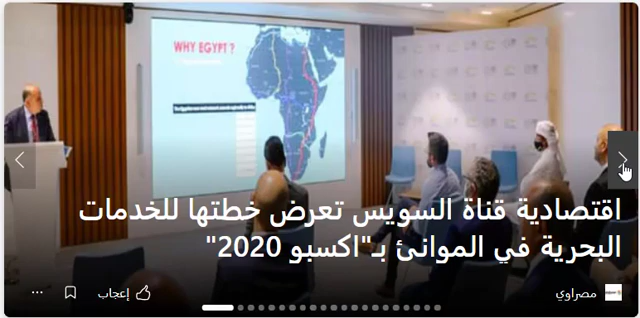 WHY EGYPT ?
اقتصادية قناة السويس تعرض خطتها للخدمات
البحرية في الموانئ بـ"اكسبو 2020"
مصراوي
إعجاب